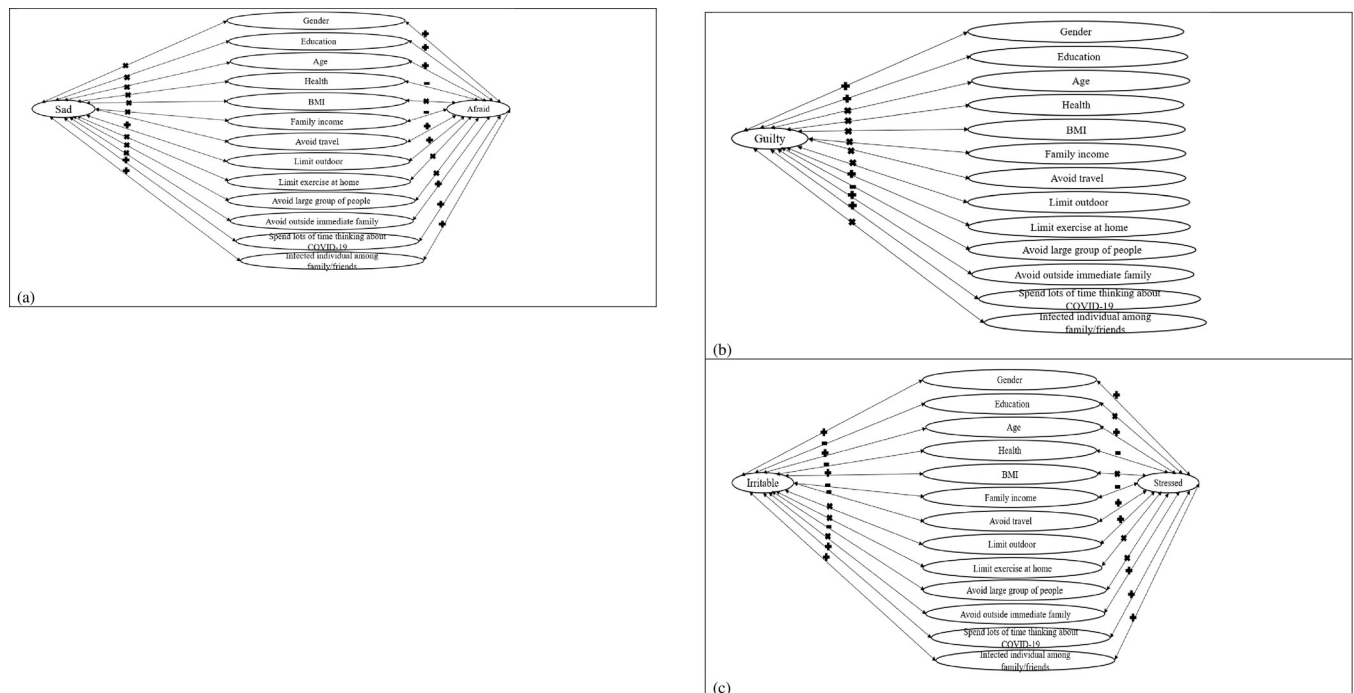 Gender
Education
Age
Health
Sad
BMI
Afraid
Family income
Avoid travel
Limit outdoor
Limit exercise at home
Avoid large group of people
Avoid outside immediate family
Spend lots of time thinking about
COVID-19
Infected individual among
family/friends
(a)
Gender
Education
Age
Health
Guilty
BMI
Family income
Avoid travel
Limit outdoor
Limit exercise at home
Avoid large group of people
Avoid outside immediate family
Spend lots of time thinking about
COVID-19
Infected individual among
family/friends
(b)
Gender
Education
Age
Health
BMI
Irritable
Stressed
Family income
Avoid travel
Limit outdoor
Limit exercise at home
Avoid large group of people
Avoid outside immediate family
Spend lots of time thinking about
COVID-19
Infected individual among
family/friends
(c)